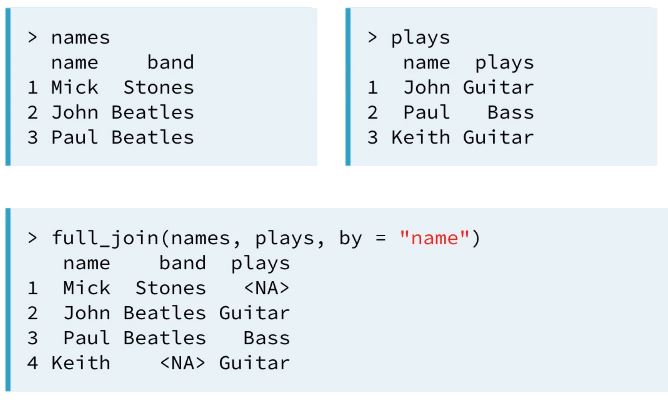 > names
  name    band
1 Mick  Stones
2 John Beatles
3 Paul Beatles
> plays
   name  plays
1  John Guitar
2  Paul   Bass
3 Keith Guitar
> full_join(names, plays, by = "name")
   name    band  plays
1  Mick  Stones   <NA>
2  John Beatles Guitar
3  Paul Beatles   Bass
4 Keith    <NA> Guitar